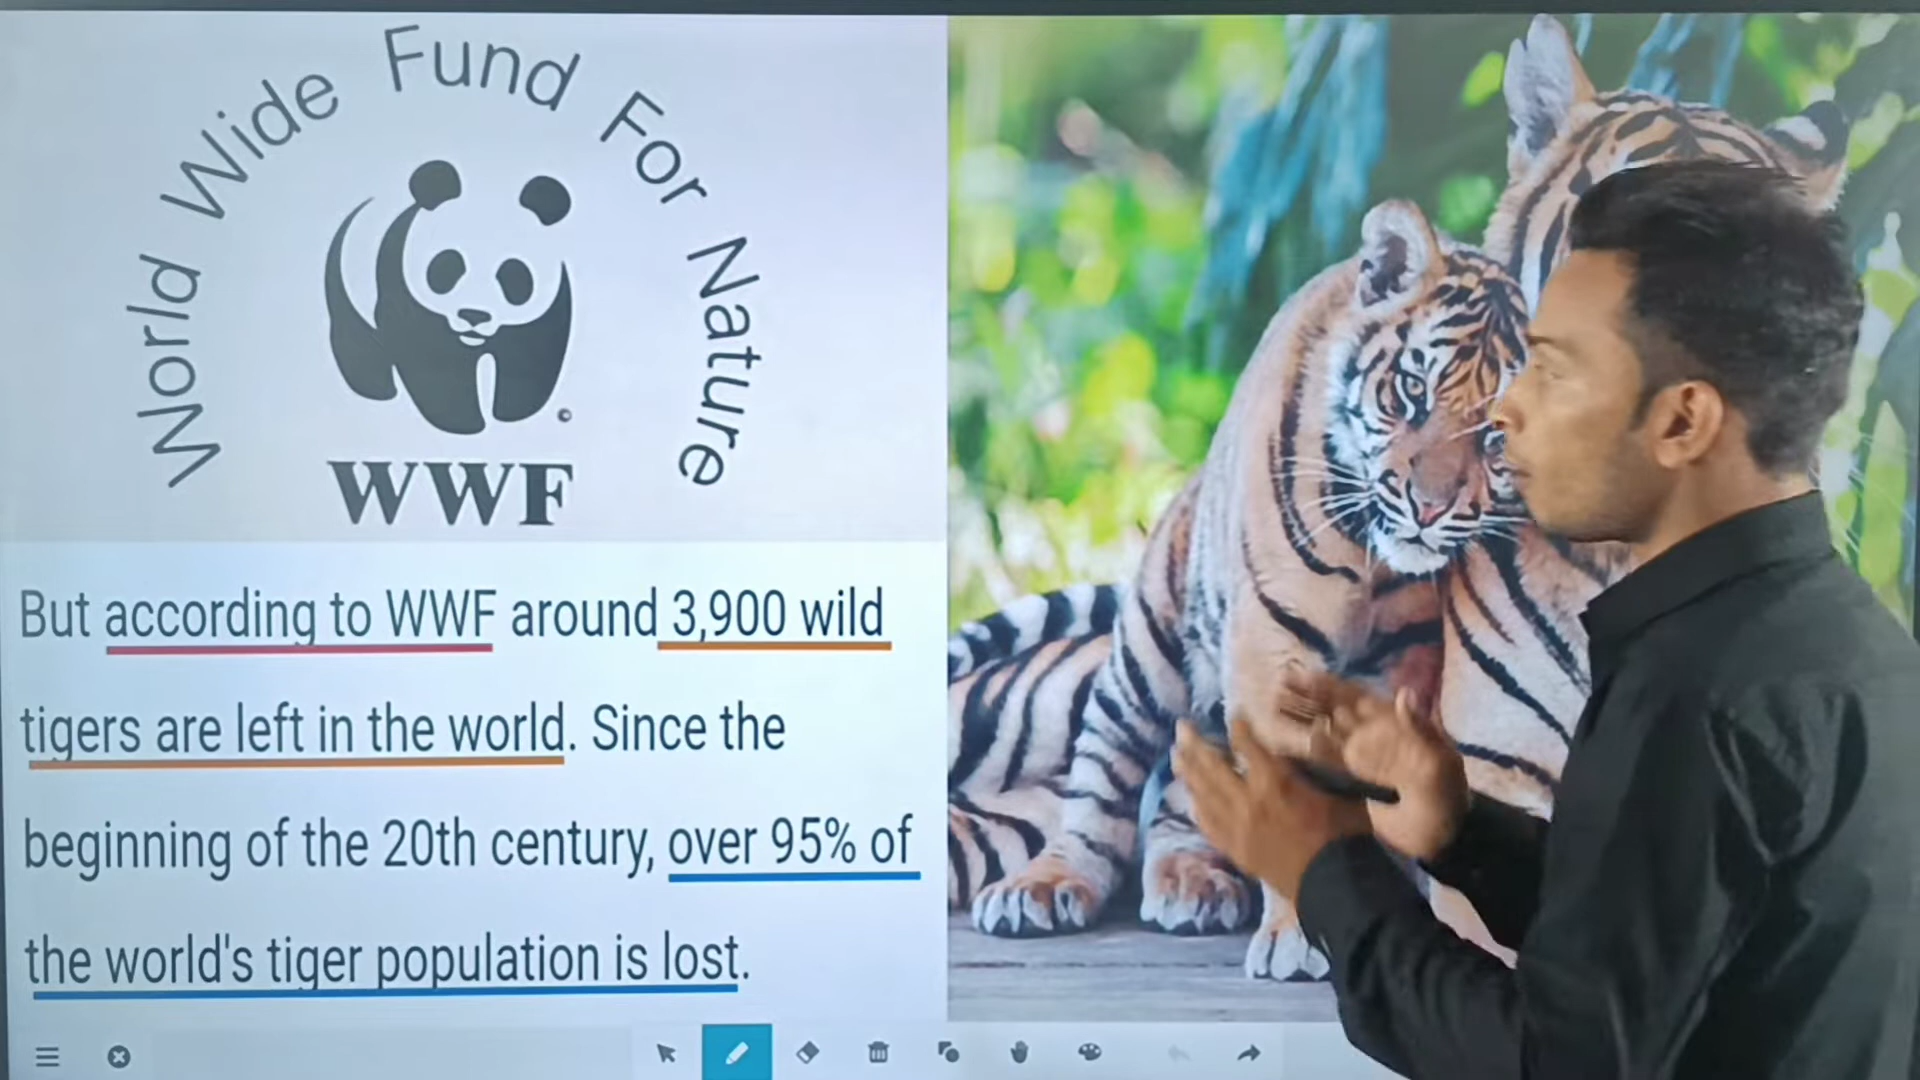 World Wide Fund For Nature
WWF
But according to WWF around 3,900 wild
tigers are left in the world. Since the
beginning of the 20th century, over 95% of
the world's tiger population is lost.